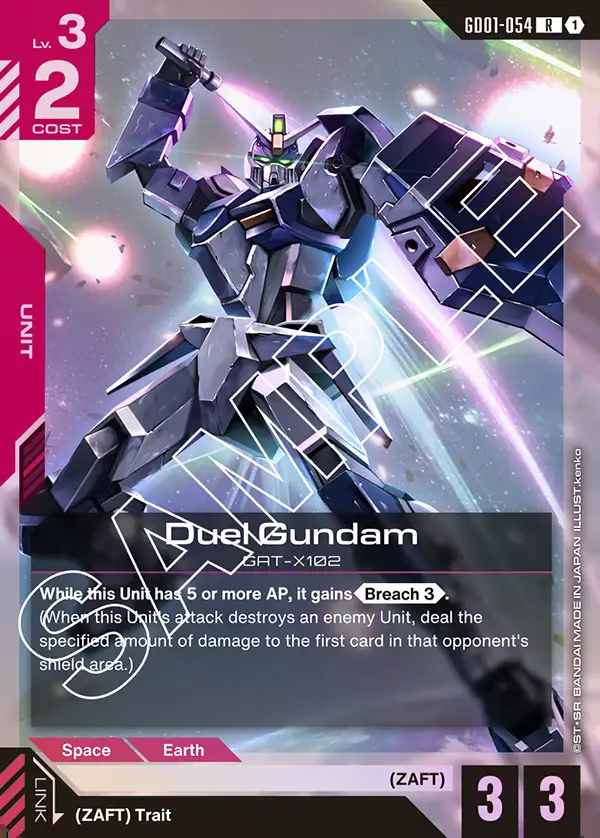 Lv. 3
2
COST
GD01-054 R 1
UNIT
SAMPLE
Duel Gundam
GAT-X102
While this Unit has 5 or more AP, it gains Breach 3.
(When this Unit's attack destroys an enemy Unit, deal the
specified amount of damage to the first card in that opponent's
shield area.)
©ST・SR BANDAI MADE IN JAPAN ILLUST.kenko
Space Earth
LINK
(ZAFT) Trait
(ZAFT)
3 3